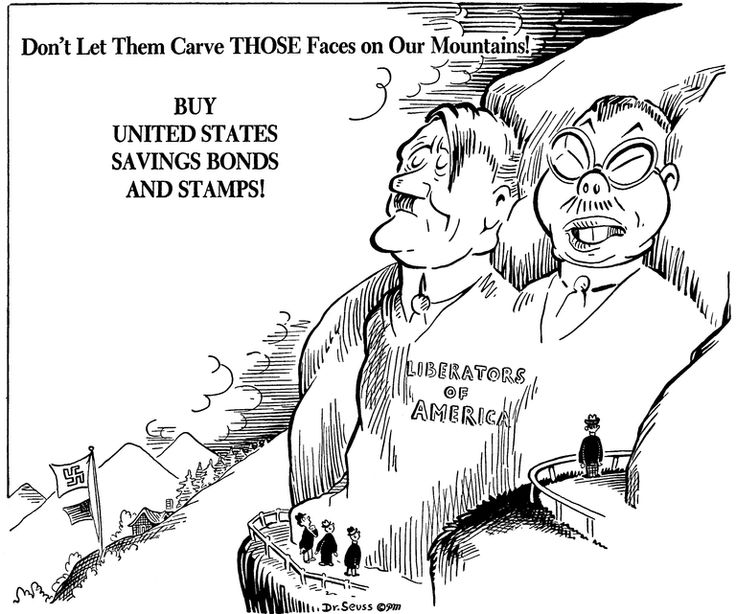 Don't Let Them Carve THOSE Faces on Our Mountains!
BUY
UNITED STATES
SAVINGS BONDS
AND STAMPS!
LIBERATORS
OF
AMERICA
Dr. Seuss ©PM